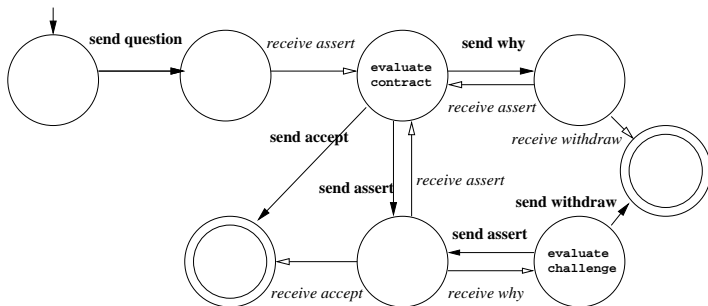 send question
receive assert
evaluate
contract
send why
receive assert
receive withdraw
send accept
send assert
receive assert
send withdraw
send assert
evaluate
challenge
receive accept
receive why